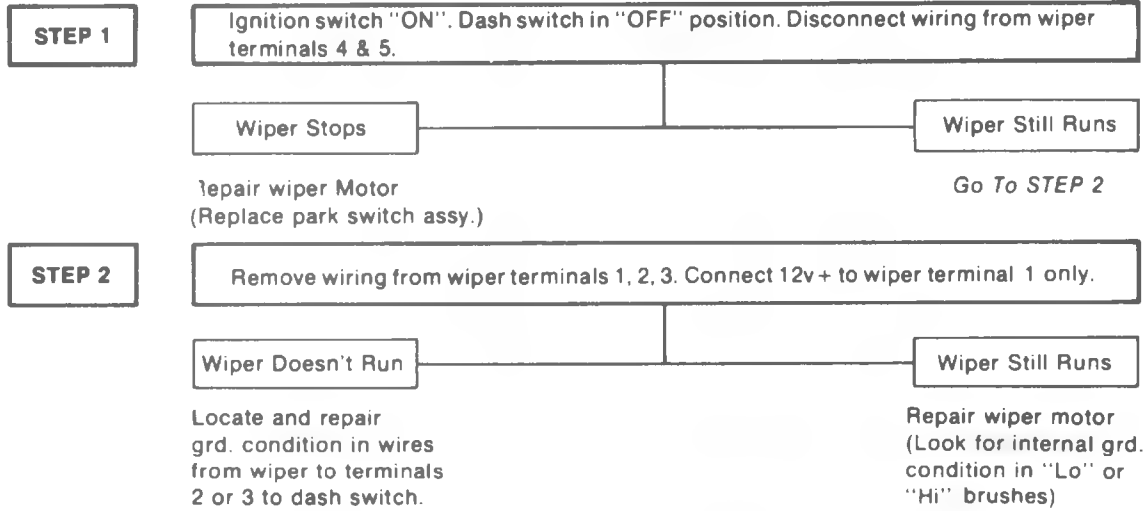 STEP 1
Ignition switch "ON". Dash switch in "OFF" position. Disconnect wiring from wiper
terminals 4 & 5.
Wiper Stops
Wiper Still Runs
Repair wiper Motor
(Replace park switch assy.)
Go To STEP 2
STEP 2
Remove wiring from wiper terminals 1, 2, 3. Connect 12v+ to wiper terminal 1 only.
Wiper Doesn't Run
Wiper Still Runs
Locate and repair
grd. condition in wires
from wiper to terminals
2 or 3 to dash switch.
Repair wiper motor
(Look for internal grd.
condition in "Lo" or
"Hi" brushes)